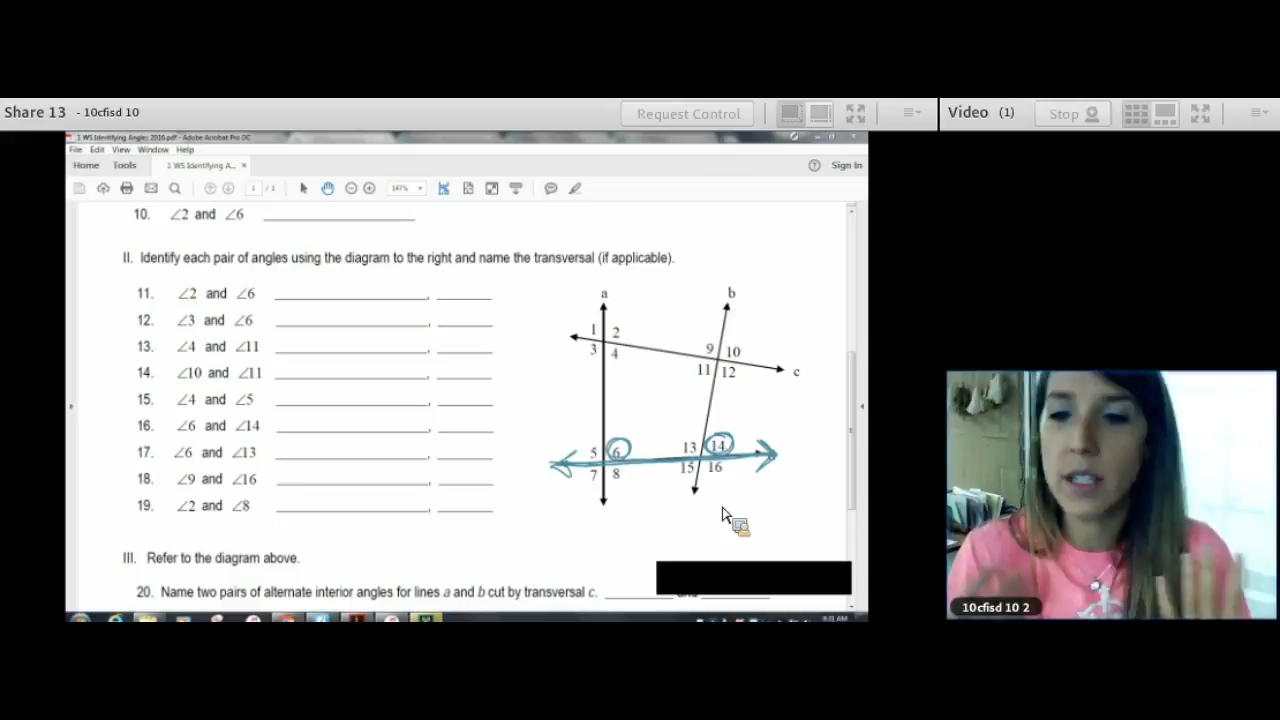 Share 13 - 10cfisd 10
Request Control
Video (1)
Stop
1 WS Identifying Angles 2016.pdf - Adobe Acrobat Pro DC
File Edit View Window Help
Home Tools 1 WS Identifying A... × Sign In
1 / 1 147%
10. ∠2 and ∠6
II. Identify each pair of angles using the diagram to the right and name the transversal (if applicable).
11. ∠2 and ∠6 ,
12. ∠3 and ∠6 ,
13. ∠4 and ∠11 ,
14. ∠10 and ∠11 ,
15. ∠4 and ∠5 ,
16. ∠6 and ∠14 ,
17. ∠6 and ∠13 ,
18. ∠9 and ∠16 ,
19. ∠2 and ∠8 ,
a b
1 2
3 4
9 10
11 12 c
5 6 13 14
7 8 15 16
III. Refer to the diagram above.
20. Name two pairs of alternate interior angles for lines a and b cut by transversal c.
10cfisd 10 2